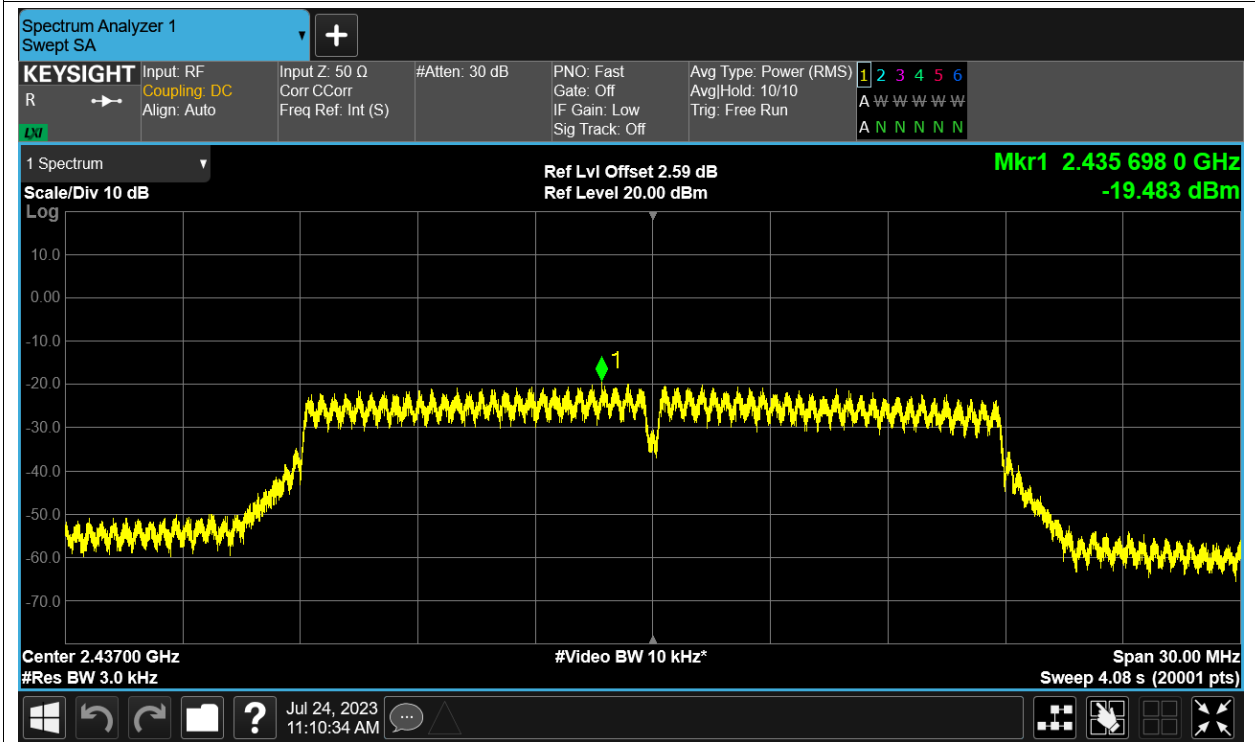 Spectrum Analyzer 1
Swept SA
KEYSIGHT
R
LXI
Input: RF
Coupling: DC
Align: Auto
Input Z: 50 Ω
Corr CCorr
Freq Ref: Int (S)
#Atten: 30 dB
PNO: Fast
Gate: Off
IF Gain: Low
Sig Track: Off
Avg Type: Power (RMS)
Avg|Hold: 10/10
Trig: Free Run
1 2 3 4 5 6
A W W W W W
A N N N N N
1 Spectrum
Scale/Div 10 dB
Log
Ref Lvl Offset 2.59 dB
Ref Level 20.00 dBm
Mkr1 2.435 698 0 GHz
-19.483 dBm
10.0
0.00
-10.0
1
-20.0
-30.0
-40.0
-50.0
-60.0
-70.0
Center 2.43700 GHz
#Res BW 3.0 kHz
#Video BW 10 kHz*
Span 30.00 MHz
Sweep 4.08 s (20001 pts)
?
Jul 24, 2023
11:10:34 AM